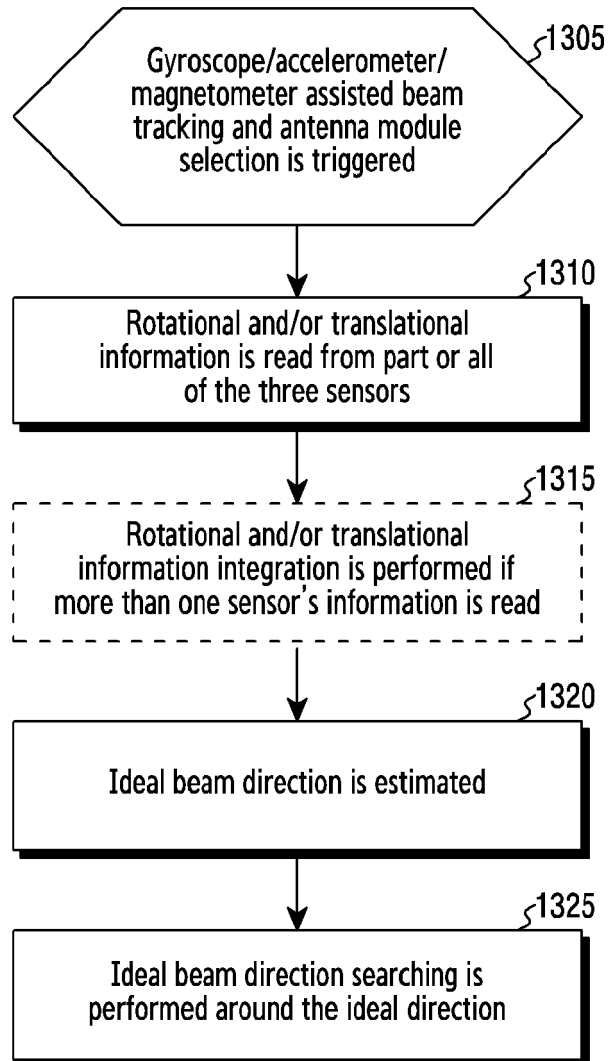 1305
Gyroscope/accelerometer/
magnetometer assisted beam
tracking and antenna module
selection is triggered
1310
Rotational and/or translational
information is read from part or all
of the three sensors
1315
Rotational and/or translational
information integration is performed if
more than one sensor's information is read
1320
Ideal beam direction is estimated
1325
Ideal beam direction searching is
performed around the ideal direction